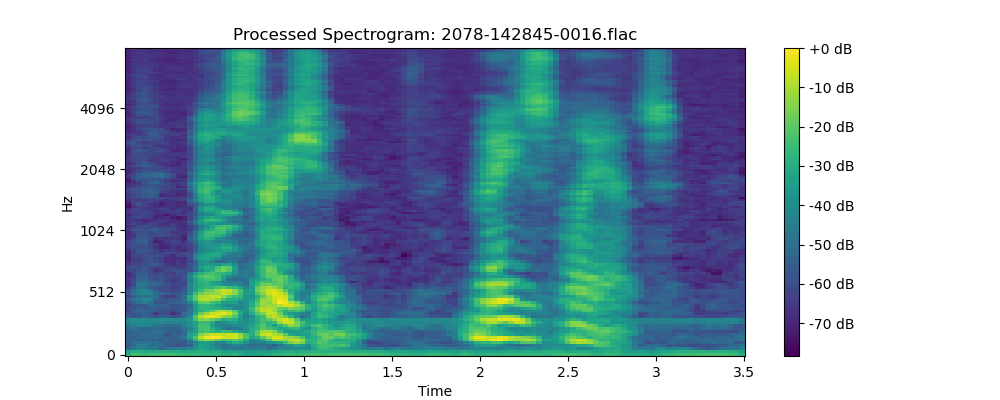 Processed Spectrogram: 2078-142845-0016.flac
Hz
4096
2048
1024
512
0
0 0.5 1 1.5 2 2.5 3 3.5
Time
+0 dB
-10 dB
-20 dB
-30 dB
-40 dB
-50 dB
-60 dB
-70 dB